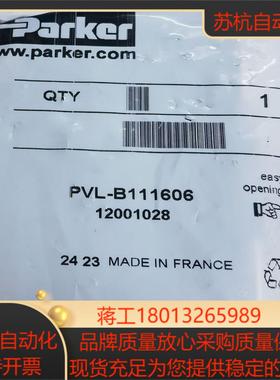 苏杭自动
Parker
www.parker.com
QTY
1
PVL-B111606
12001028
easy
opening
24 23 MADE IN FRANCE
蒋工18013265989
自动化
品牌质量放心采购质量保
开票
现货充足为您提供稳定的